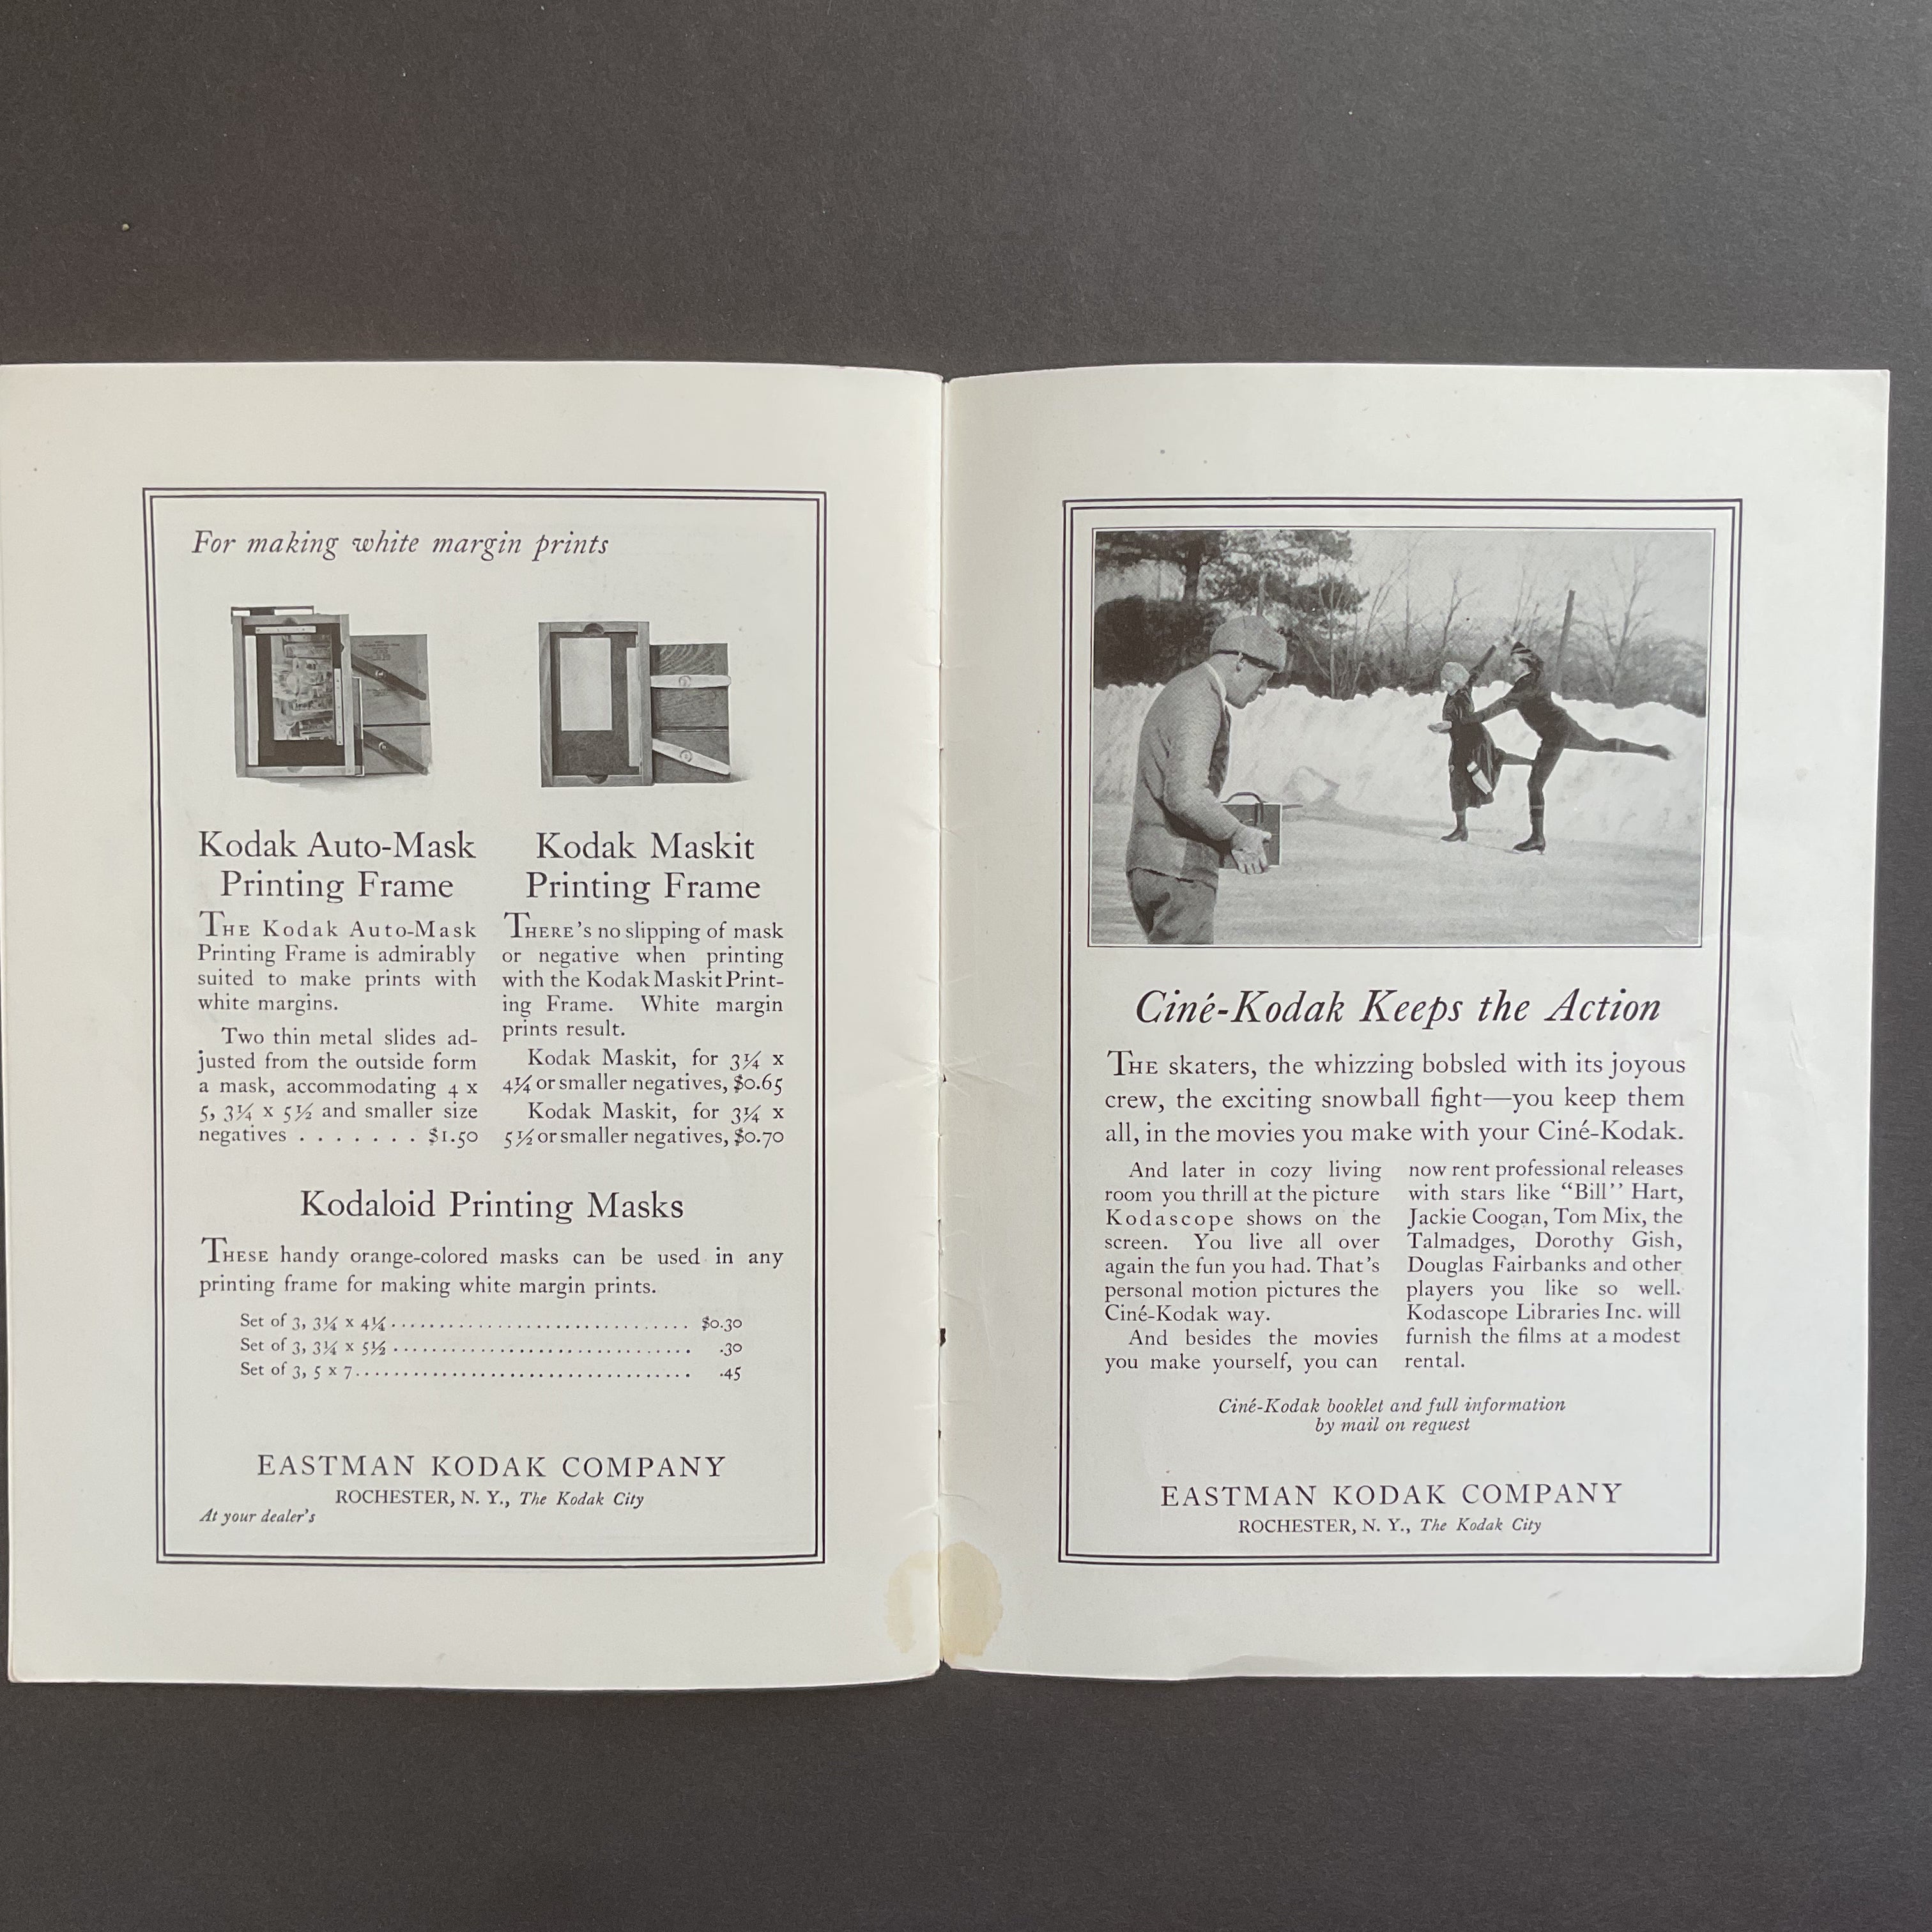 For making white margin prints
Kodak Auto-Mask
Printing Frame
THE Kodak Auto-Mask
Printing Frame is admirably
suited to make prints with
white margins.
Two thin metal slides ad-
justed from the outside form
a mask, accommodating 4 x
5, 3¼ x 5½ and smaller size
negatives . . . . . . . $1.50
Kodak Maskit
Printing Frame
THERE'S no slipping of mask
or negative when printing
with the Kodak Maskit Print-
ing Frame. White margin
prints result.
Kodak Maskit, for 3¼ x
4¼ or smaller negatives, $0.65
Kodak Maskit, for 3¼ x
5½ or smaller negatives, $0.70
Kodaloid Printing Masks
THESE handy orange-colored masks can be used in any
printing frame for making white margin prints.
Set of 3, 3¼ x 4¼ ................................ $0.30
Set of 3, 3¼ x 5½ ................................ .30
Set of 3, 5 x 7.................................... .45
EASTMAN KODAK COMPANY
ROCHESTER, N. Y., The Kodak City
At your dealer's
Ciné-Kodak Keeps the Action
THE skaters, the whizzing bobsled with its joyous
crew, the exciting snowball fight—you keep them
all, in the movies you make with your Ciné-Kodak.
And later in cozy living
room you thrill at the picture
Kodascope shows on the
screen. You live all over
again the fun you had. That's
personal motion pictures the
Ciné-Kodak way.
And besides the movies
you make yourself, you can
now rent professional releases
with stars like "Bill" Hart,
Jackie Coogan, Tom Mix, the
Talmadges, Dorothy Gish,
Douglas Fairbanks and other
players you like so well.
Kodascope Libraries Inc. will
furnish the films at a modest
rental.
Ciné-Kodak booklet and full information
by mail on request
EASTMAN KODAK COMPANY
ROCHESTER, N. Y., The Kodak City